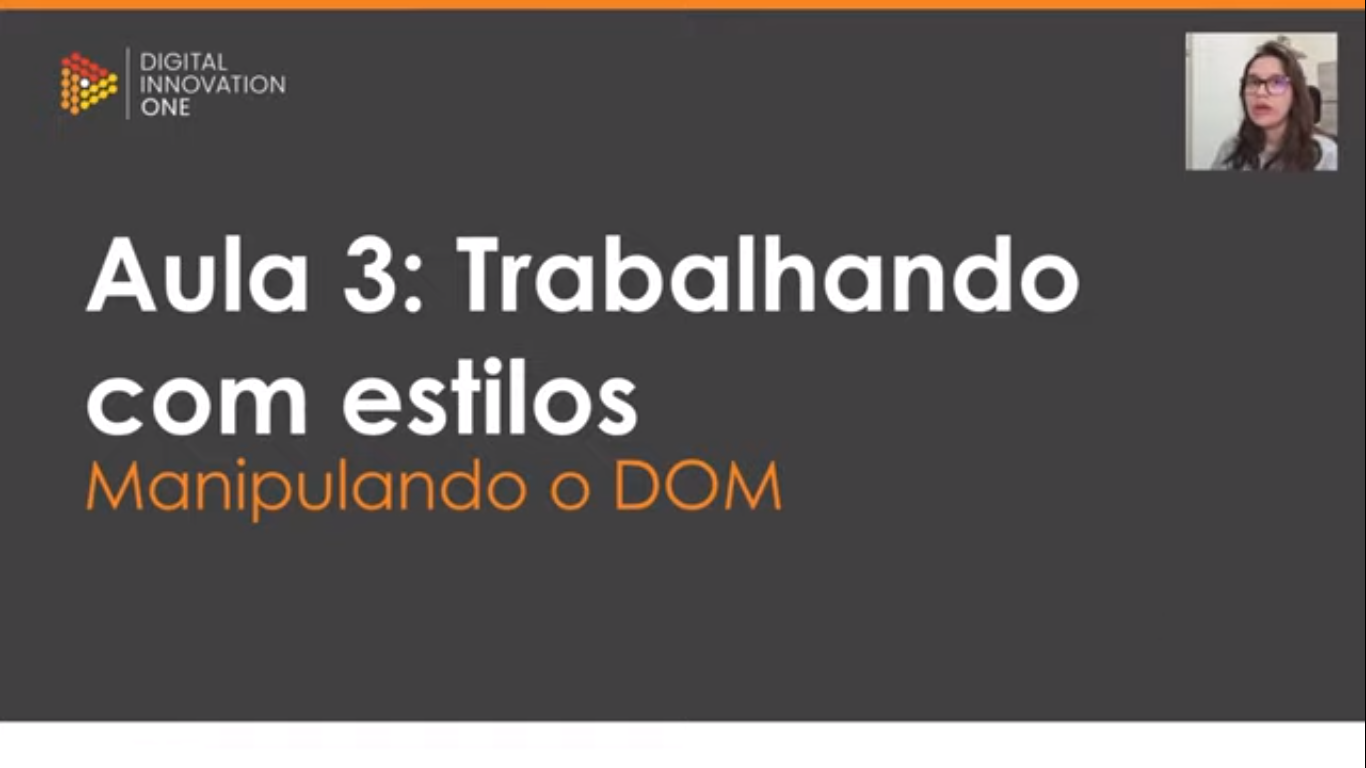 DIGITAL
INNOVATION
ONE
Aula 3: Trabalhando
com estilos
Manipulando o DOM